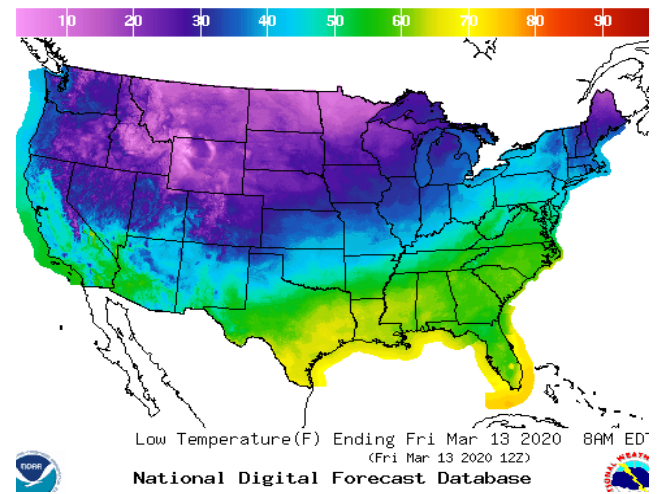 10 20 30 40 50 60 70 80 90
Low Temperature(F) Ending Fri Mar 13 2020 8AM EDT
(Fri Mar 13 2020 12Z)
National Digital Forecast Database
noaa